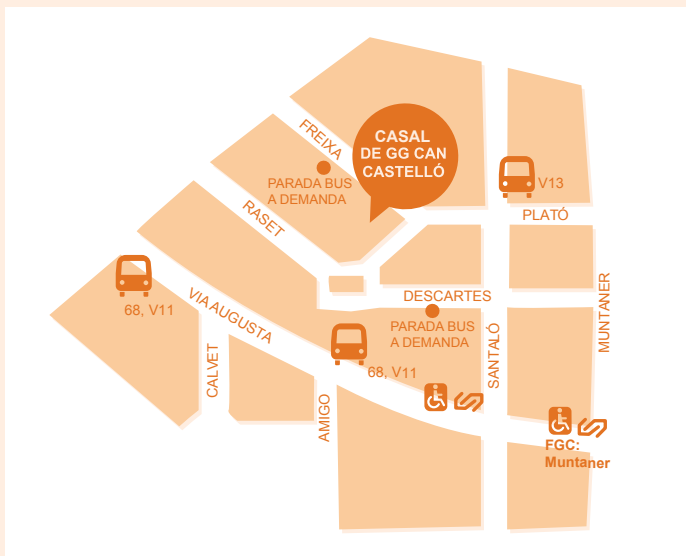 FREIXA
CASAL
DE GG CAN
CASTELLÓ
PARADA BUS
A DEMANDA
V13
PLATÓ
RASET
68, V11
VIA AUGUSTA
DESCARTES
PARADA BUS
A DEMANDA
MUNTANER
SANTALÓ
CALVET
68, V11
AMIGO
FGC:
Muntaner